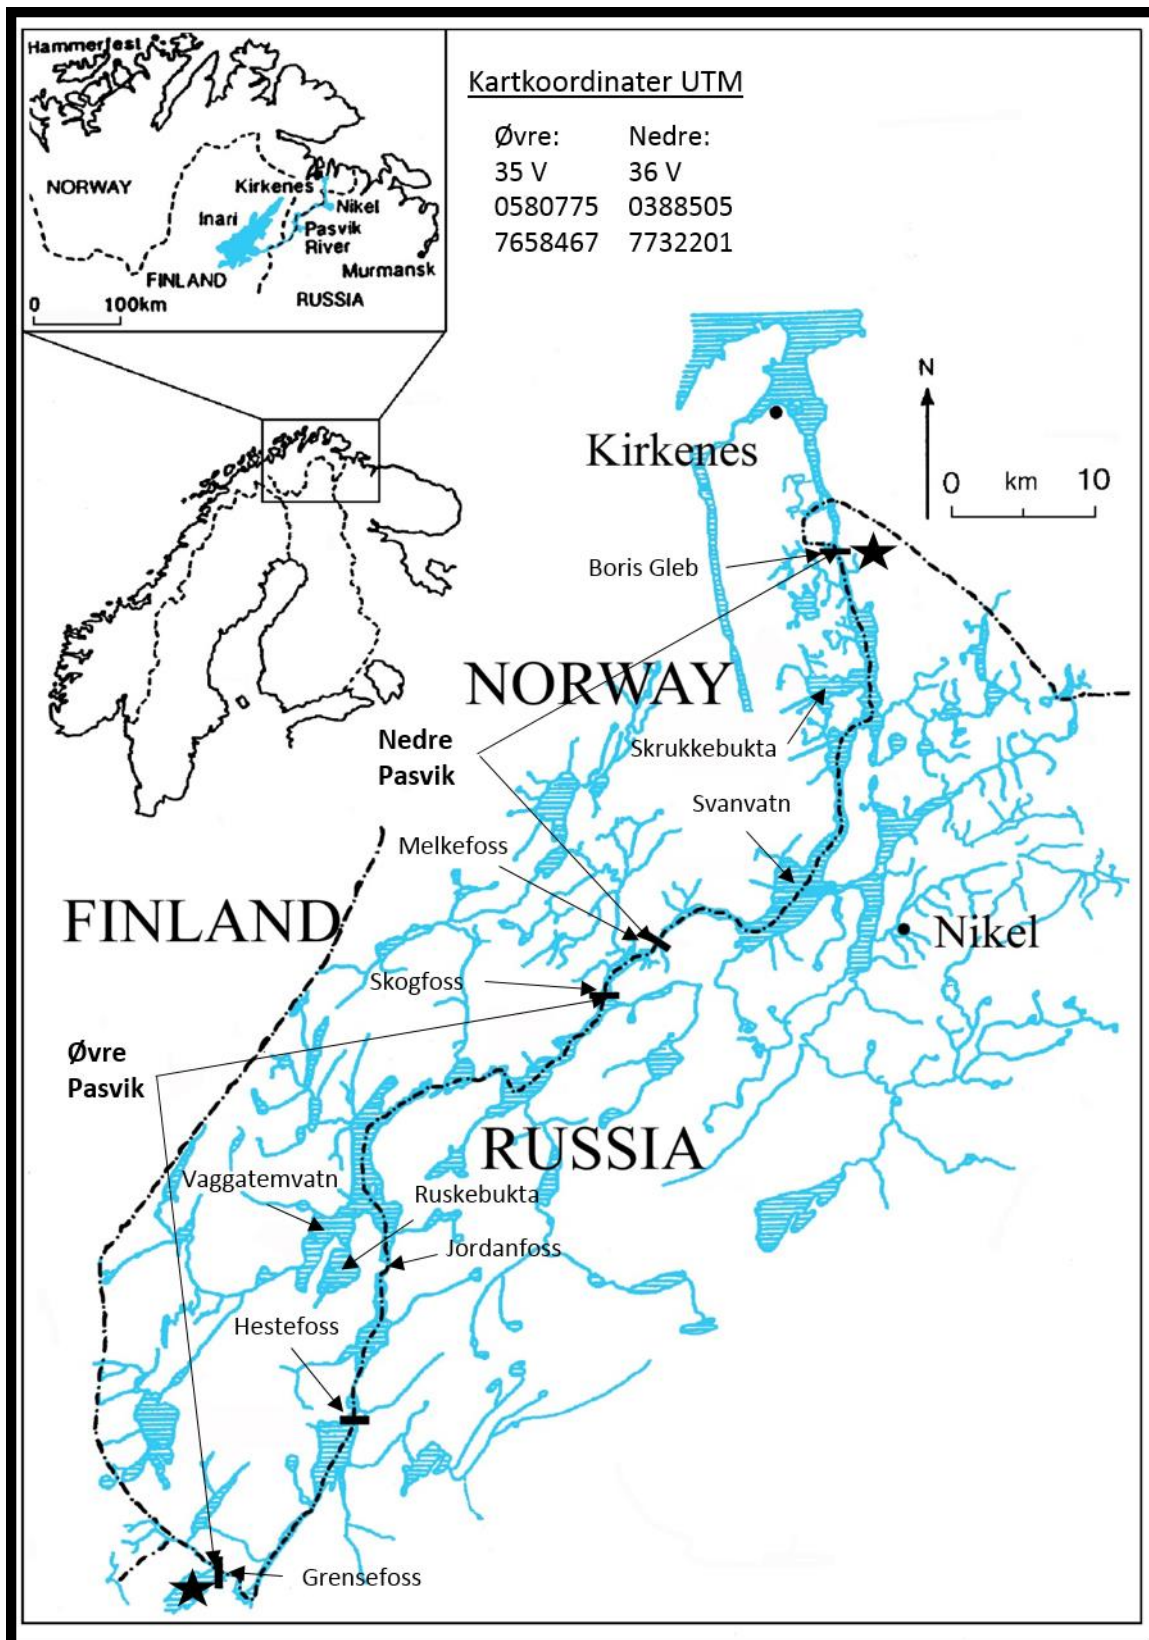 Hammerfest
NORWAY
Kirkenes
Inari
Nikel
Pasvik
River
Murmansk
FINLAND
RUSSIA
0 100km
Kartkoordinater UTM
Øvre: Nedre:
35 V 36 V
0580775 0388505
7658467 7732201
N
0 km 10
Kirkenes
Boris Gleb
NORWAY
Skrukkebukta
Nedre
Pasvik
Svanvatn
Melkefoss
FINLAND
Nikel
Skogfoss
Øvre
Pasvik
RUSSIA
Vaggatemvatn
Ruskebukta
Jordanfoss
Hestefoss
Grensefoss